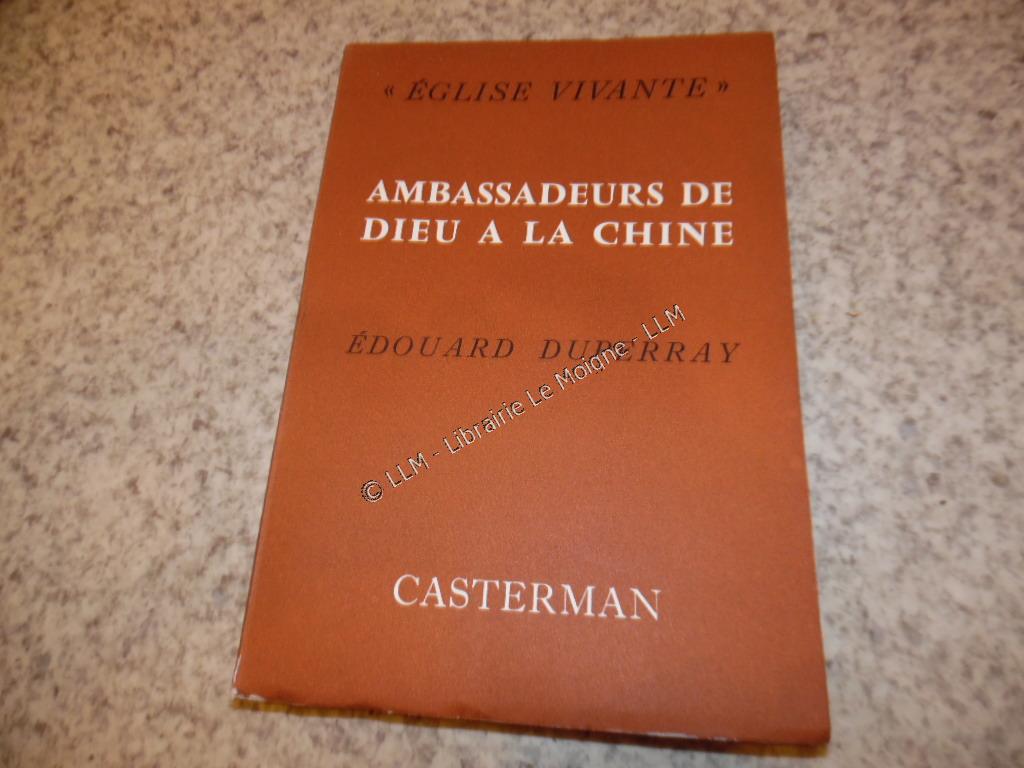 « ÉGLISE VIVANTE »
AMBASSADEURS DE
DIEU A LA CHINE
ÉDOUARD DUPERRAY
© LLM - Librairie Le Moigne - LLM
CASTERMAN